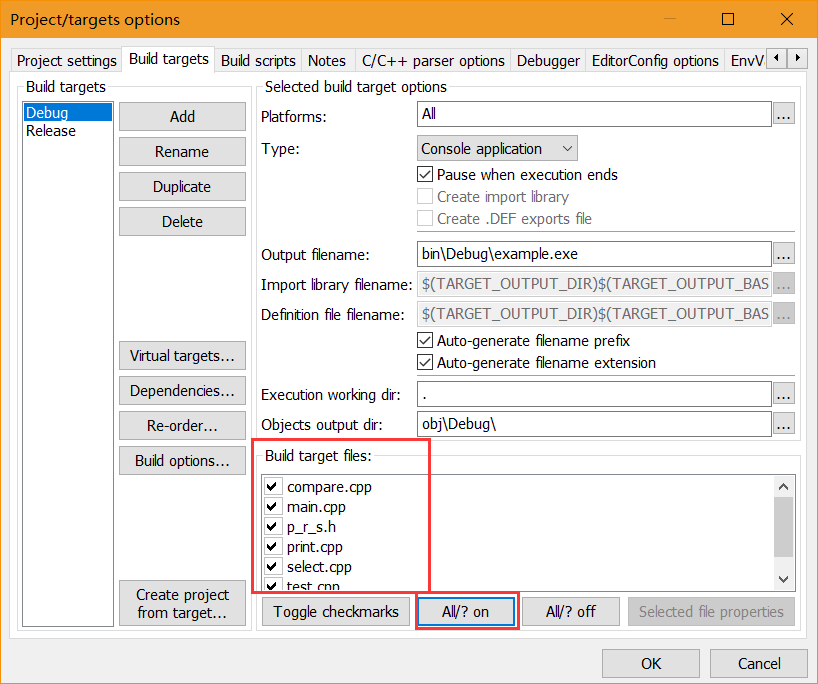 Project/targets options
Project settings Build targets Build scripts Notes C/C++ parser options Debugger EditorConfig options EnvV
Build targets
Debug
Release
Add
Rename
Duplicate
Delete
Virtual targets...
Dependencies...
Re-order...
Build options...
Create project
from target...
Selected build target options
Platforms: All ...
Type: Console application
Pause when execution ends
Create import library
Create .DEF exports file
Output filename: bin\Debug\example.exe ...
Import library filename: $(TARGET_OUTPUT_DIR)$(TARGET_OUTPUT_BAS ...
Definition file filename: $(TARGET_OUTPUT_DIR)$(TARGET_OUTPUT_BAS ...
Auto-generate filename prefix
Auto-generate filename extension
Execution working dir: . ...
Objects output dir: obj\Debug\ ...
Build target files:
compare.cpp
main.cpp
p_r_s.h
print.cpp
select.cpp
test.cpp
Toggle checkmarks All/? on All/? off Selected file properties
OK Cancel